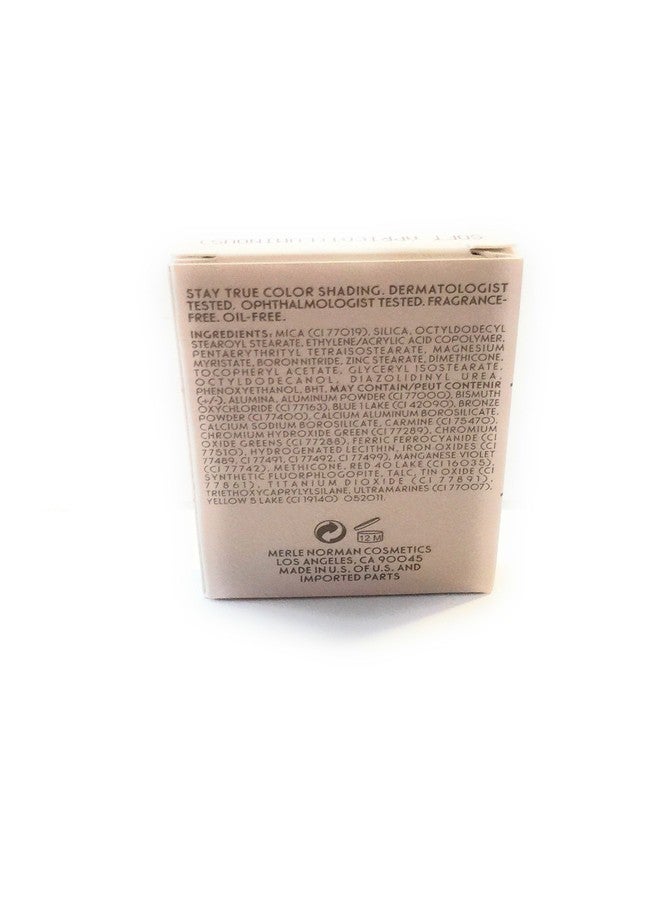 SOFT APRICOT (LUMINOUS)
STAY TRUE COLOR SHADING. DERMATOLOGIST
TESTED. OPHTHALMOLOGIST TESTED. FRAGRANCE-
FREE. OIL-FREE.
INGREDIENTS: MICA (CI 77019), SILICA, OCTYLDODECYL
STEAROYL STEARATE, ETHYLENE/ACRYLIC ACID COPOLYMER,
PENTAERYTHRITYL TETRAISOSTEARATE, MAGNESIUM
MYRISTATE, BORON NITRIDE, ZINC STEARATE, DIMETHICONE,
TOCOPHERYL ACETATE, GLYCERYL ISOSTEARATE,
OCTYLDODECANOL, DIAZOLIDINYL UREA,
PHENOXYETHANOL, BHT. MAY CONTAIN/PEUT CONTENIR
(+/-), ALUMINA, ALUMINUM POWDER (CI 77000), BISMUTH
OXYCHLORIDE (CI 77163), BLUE 1 LAKE (CI 42090), BRONZE
POWDER (CI 77400), CALCIUM ALUMINUM BOROSILICATE,
CALCIUM SODIUM BOROSILICATE, CARMINE (CI 75470),
CHROMIUM HYDROXIDE GREEN (CI 77289), CHROMIUM
OXIDE GREENS (CI 77288), FERRIC FERROCYANIDE (CI
77510), HYDROGENATED LECITHIN, IRON OXIDES (CI
77489, CI 77491, CI 77492, CI 77499), MANGANESE VIOLET
(CI 77742), METHICONE, RED 40 LAKE (CI 16035),
SYNTHETIC FLUORPHLOGOPITE, TALC, TIN OXIDE (CI
77861), TITANIUM DIOXIDE (CI 77891),
TRIETHOXYCAPRYLYLSILANE, ULTRAMARINES (CI 77007),
YELLOW 5 LAKE (CI 19140) 052011.
12 M
MERLE NORMAN COSMETICS
LOS ANGELES, CA 90045
MADE IN U.S. OF U.S. AND
IMPORTED PARTS